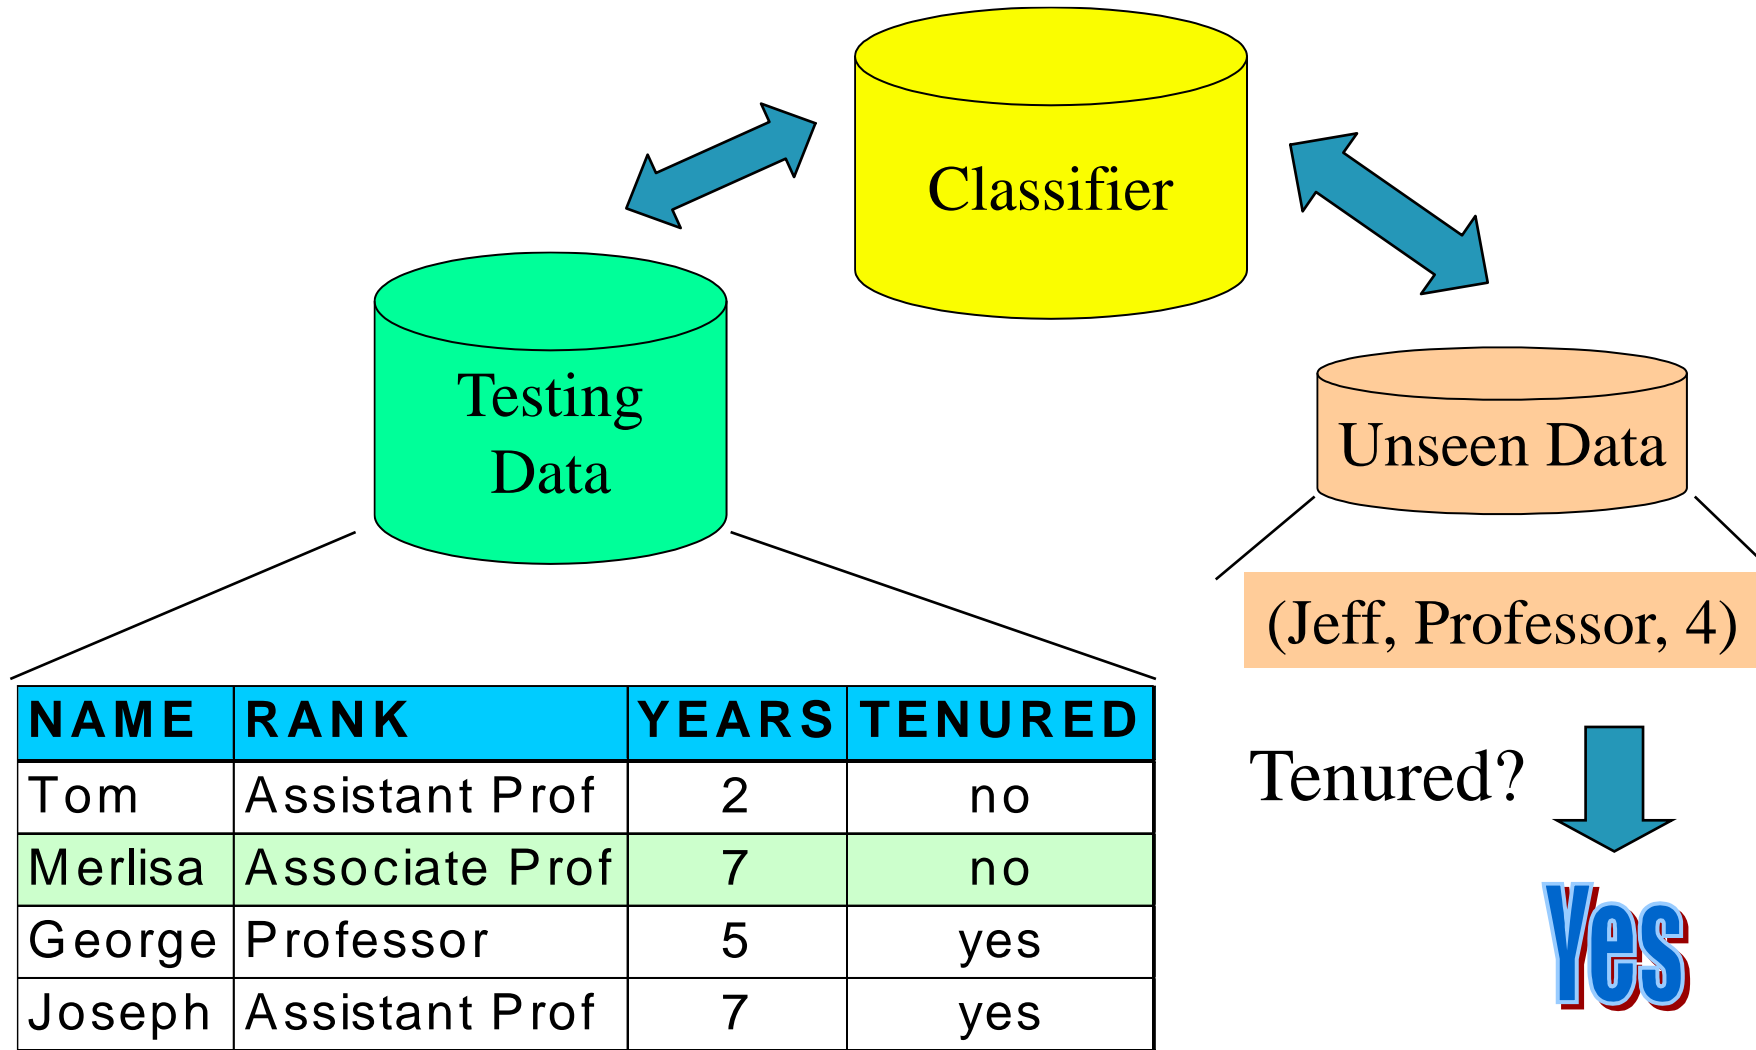 Classifier
Testing
Data
Unseen Data
(Jeff, Professor, 4)
NAME RANK YEARS TENURED
Tom Assistant Prof 2 no
Merlisa Associate Prof 7 no
George Professor 5 yes
Joseph Assistant Prof 7 yes
Tenured?
Yes